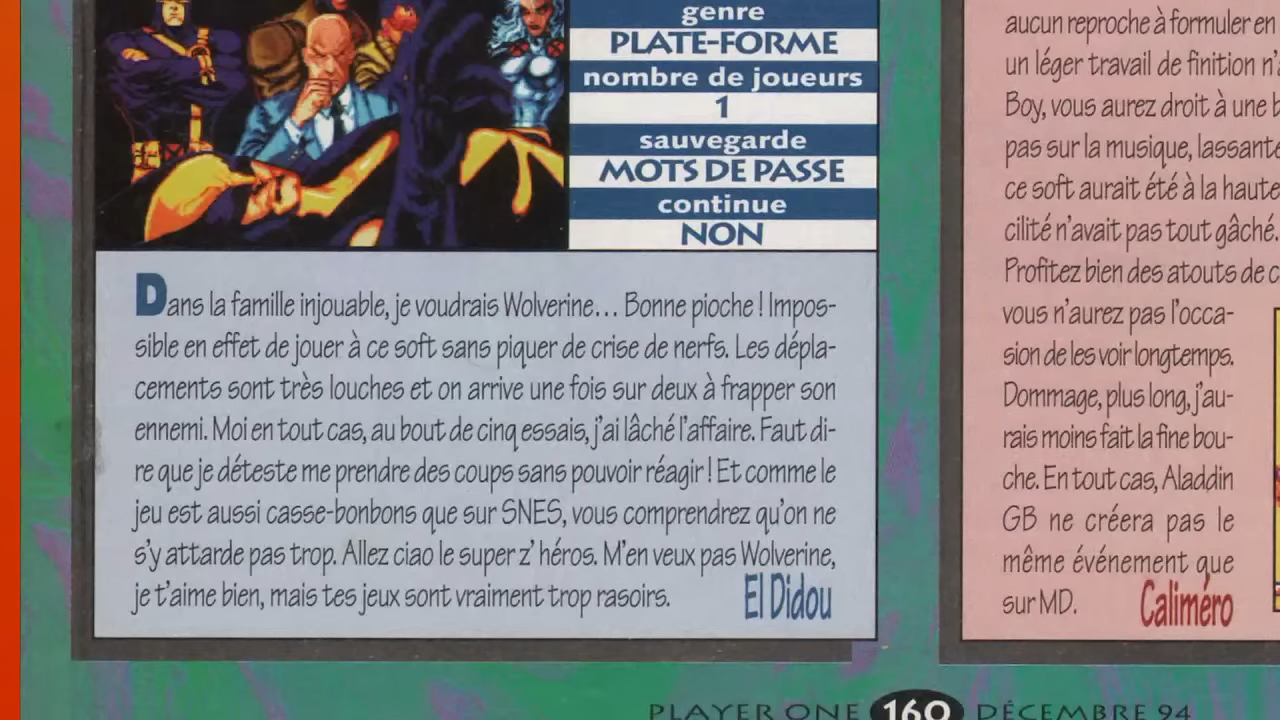 genre
PLATE-FORME
nombre de joueurs
1
sauvegarde
MOTS DE PASSE
continue
NON
Dans la famille injouable, je voudrais Wolverine… Bonne pioche ! Impos-
sible en effet de jouer à ce soft sans piquer de crise de nerfs. Les dépla-
cements sont très louches et on arrive une fois sur deux à frapper son
ennemi. Moi en tout cas, au bout de cinq essais, j'ai lâché l'affaire. Faut di-
re que je déteste me prendre des coups sans pouvoir réagir ! Et comme le
jeu est aussi casse-bonbons que sur SNES, vous comprendrez qu'on ne
s'y attarde pas trop. Allez ciao le super z' héros. M'en veux pas Wolverine,
je t'aime bien, mais tes jeux sont vraiment trop rasoirs.
El Didou
aucun reproche à formuler en
un léger travail de finition n'
Boy, vous aurez droit à une
pas sur la musique, lassante
ce soft aurait été à la haute
cilité n'avait pas tout gâché.
Profitez bien des atouts de
vous n'aurez pas l'occa-
sion de les voir longtemps.
Dommage, plus long, j'au-
rais moins fait la fine bou-
che. En tout cas, Aladdin
GB ne créera pas le
même événement que
sur MD.
Caliméro
PLAYER ONE 160 DÉCEMBRE 94